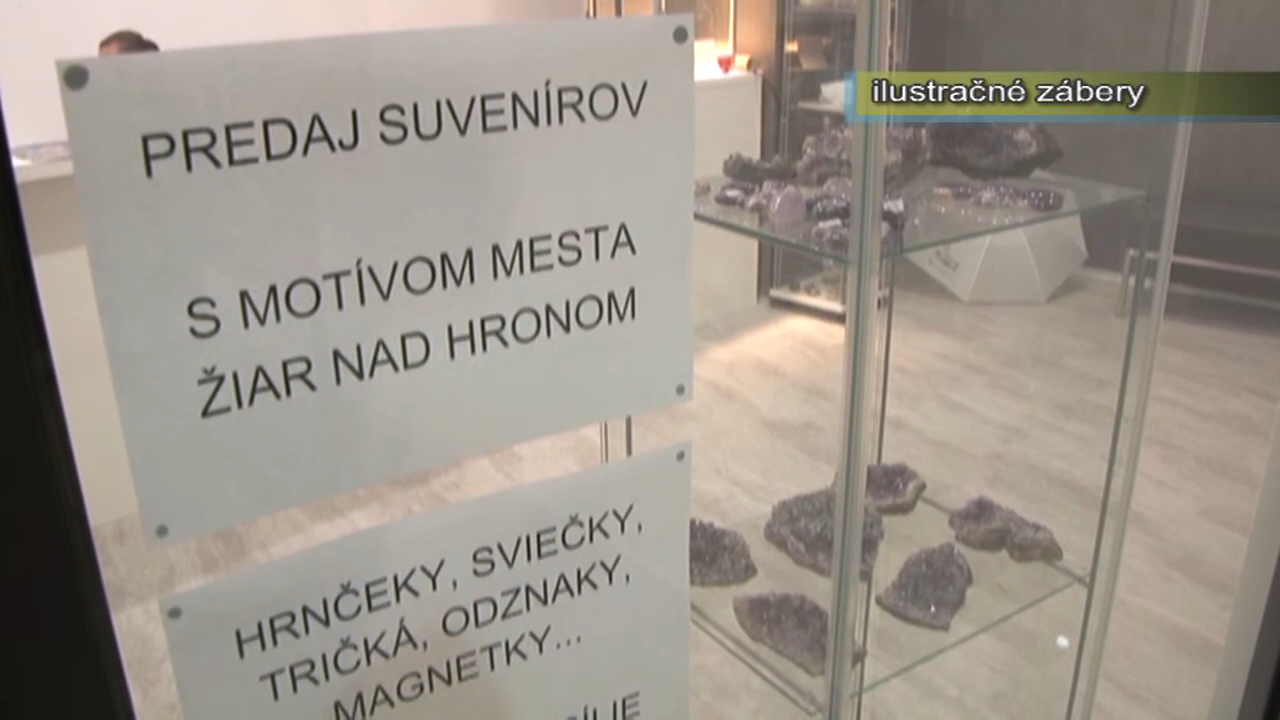 PREDAJ SUVENÍROV
S MOTÍVOM MESTA
ŽIAR NAD HRONOM
HRNČEKY, SVIEČKY,
TRIČKÁ, ODZNAKY,
MAGNETKY...
ilustračné zábery